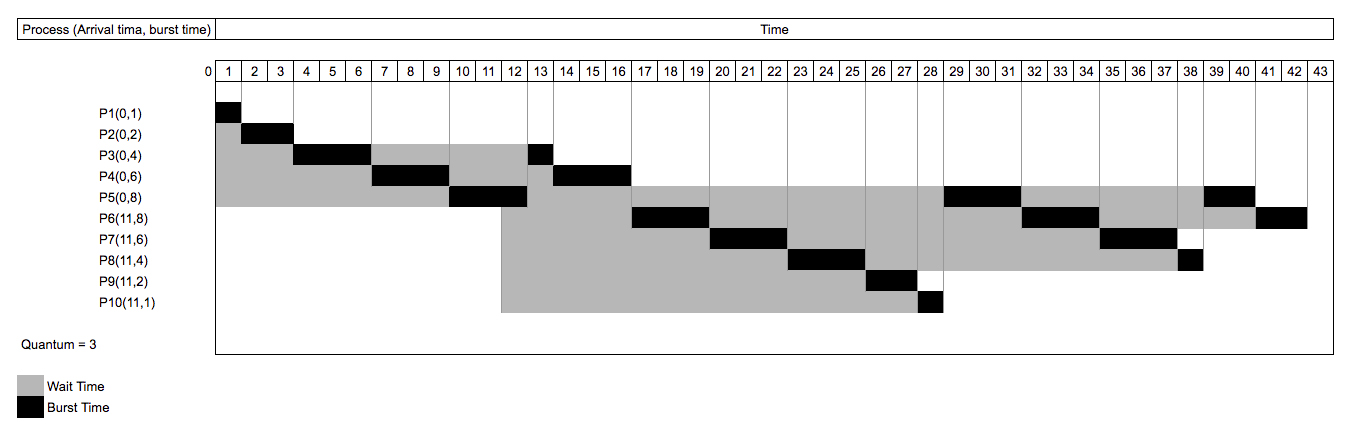 Process (Arrival tima, burst time) Time
0 1 2 3 4 5 6 7 8 9 10 11 12 13 14 15 16 17 18 19 20 21 22 23 24 25 26 27 28 29 30 31 32 33 34 35 36 37 38 39 40 41 42 43
P1(0,1)
P2(0,2)
P3(0,4)
P4(0,6)
P5(0,8)
P6(11,8)
P7(11,6)
P8(11,4)
P9(11,2)
P10(11,1)
Quantum = 3
Wait Time
Burst Time